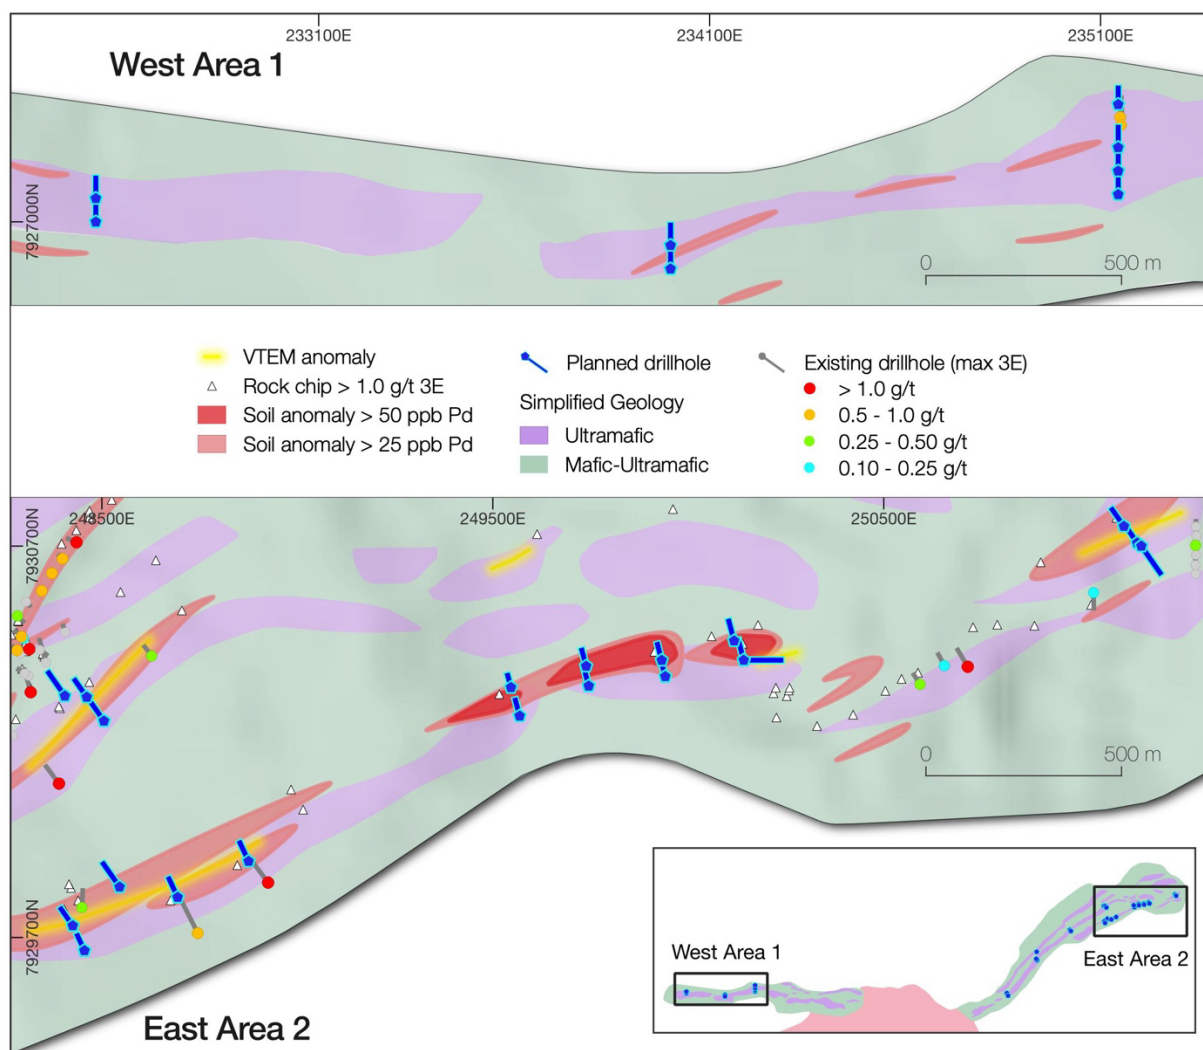 233100E
234100E
235100E
West Area 1
7927000N
0
500 m
VTEM anomaly
Rock chip > 1.0 g/t 3E
Soil anomaly > 50 ppb Pd
Soil anomaly > 25 ppb Pd
Planned drillhole
Simplified Geology
Ultramafic
Mafic-Ultramafic
Existing drillhole (max 3E)
> 1.0 g/t
0.5 - 1.0 g/t
0.25 - 0.50 g/t
0.10 - 0.25 g/t
248500E
249500E
250500E
7930700N
0
500 m
7929700N
East Area 2
West Area 1
East Area 2